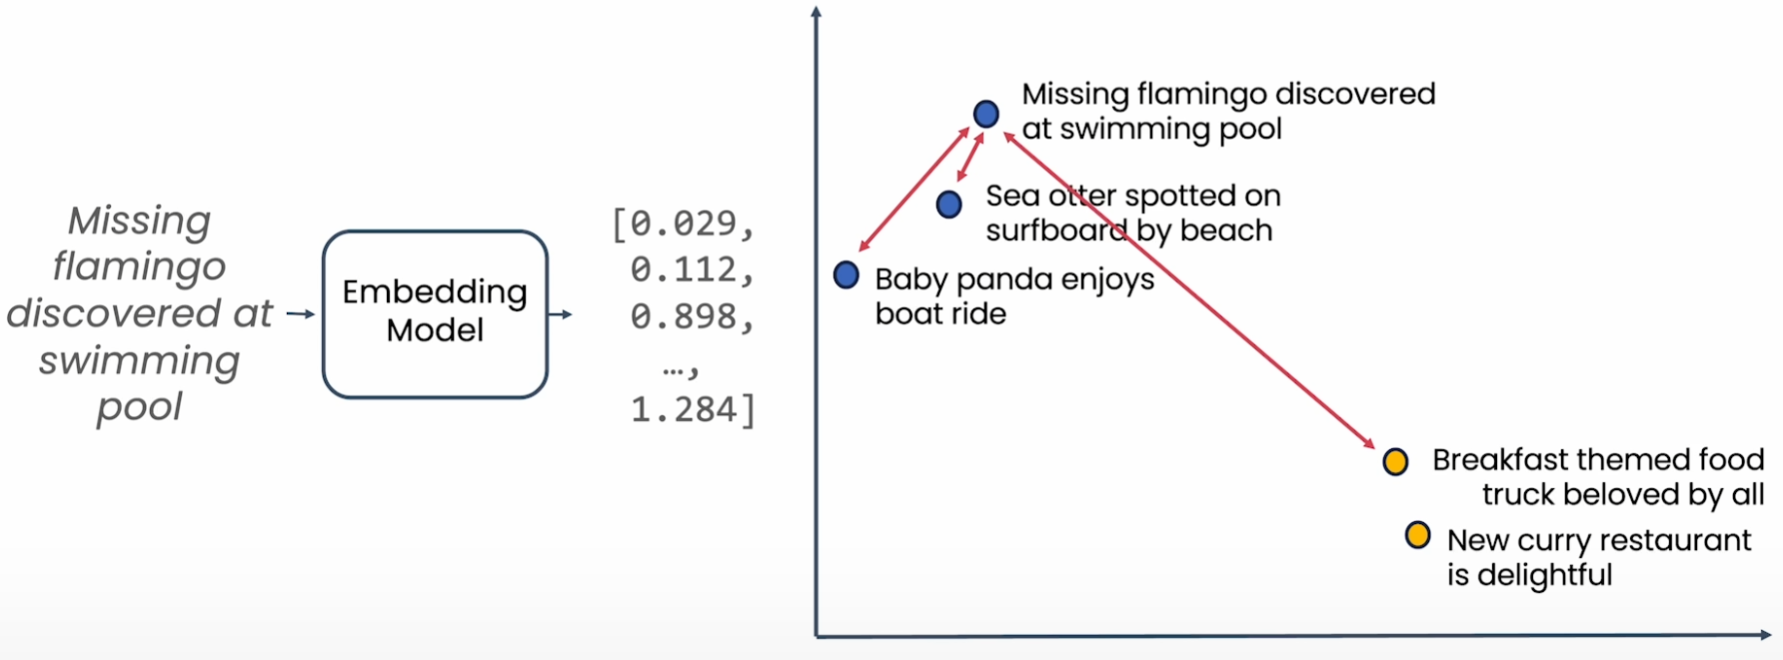 Missing
flamingo
discovered at
swimming
pool
Embedding
Model
[0.029,
0.112,
0.898,
...,
1.284]
Missing flamingo discovered
at swimming pool
Sea otter spotted on
surfboard by beach
Baby panda enjoys
boat ride
Breakfast themed food
truck beloved by all
New curry restaurant
is delightful